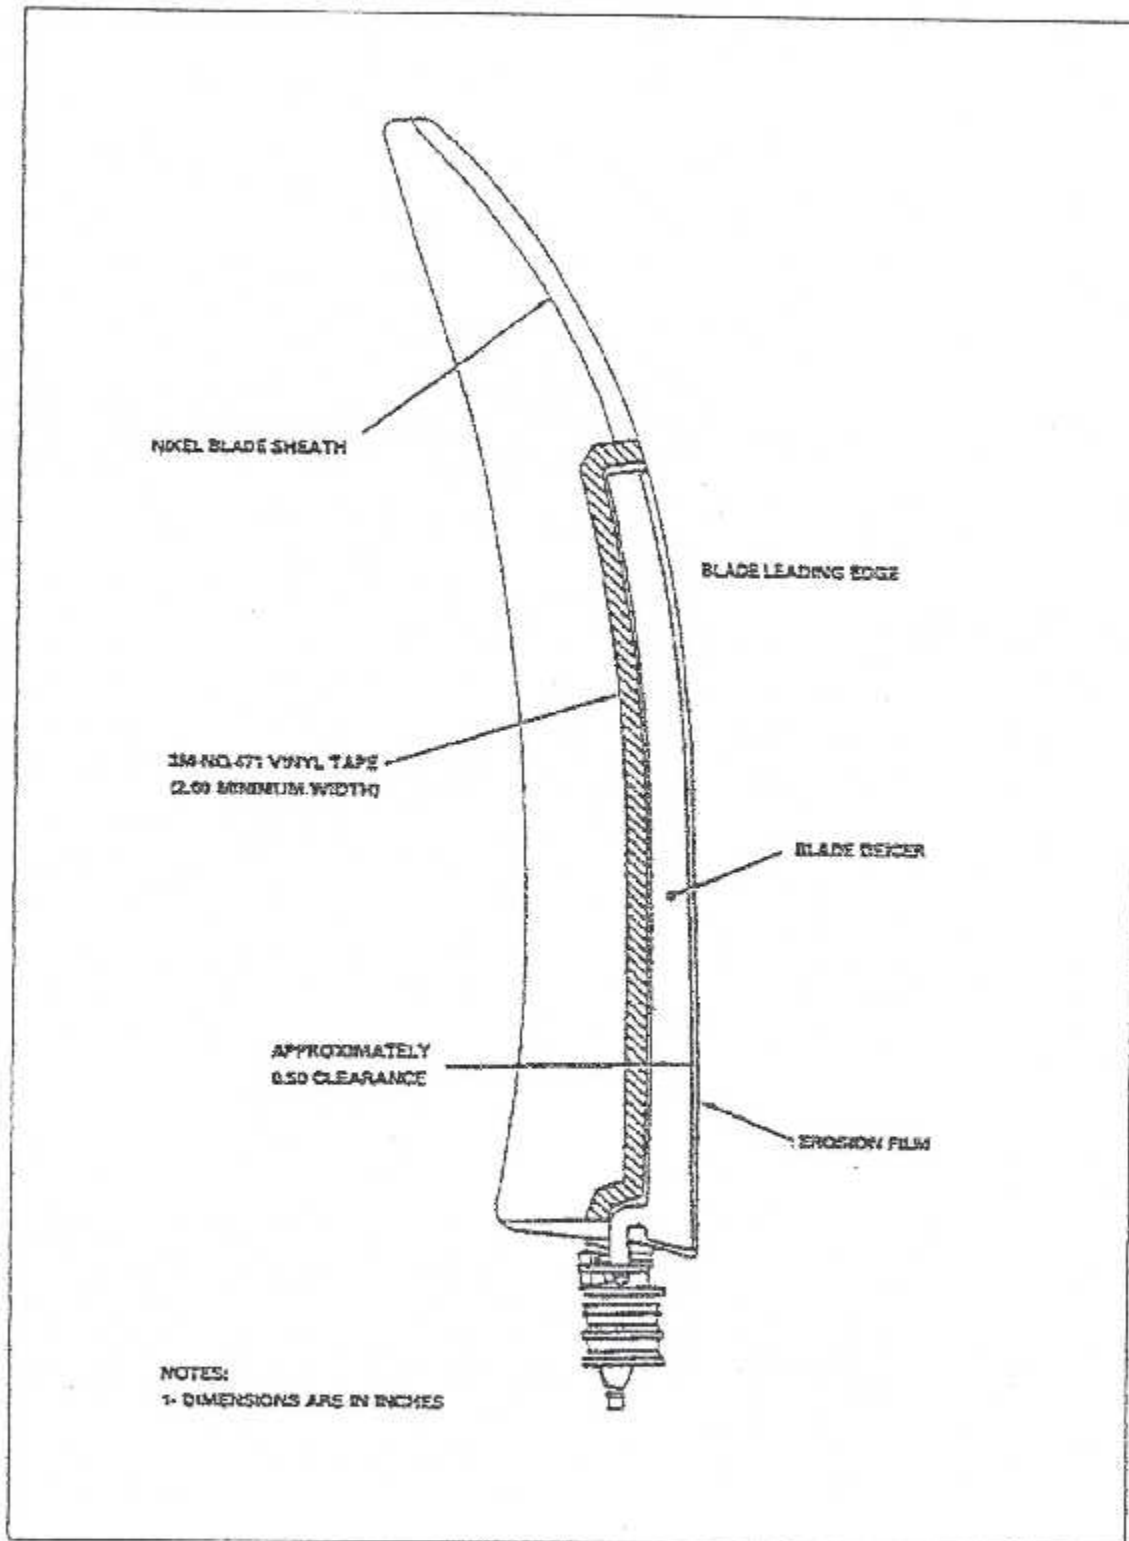 NIKEL BLADE SHEATH
BLADE LEADING EDGE
3M NO.471 VINYL TAPE
(2.00 MINIMUM WIDTH)
BLADE DEICER
APPROXIMATELY
0.50 CLEARANCE
EROSION FILM
NOTES:
1- DIMENSIONS ARE IN INCHES